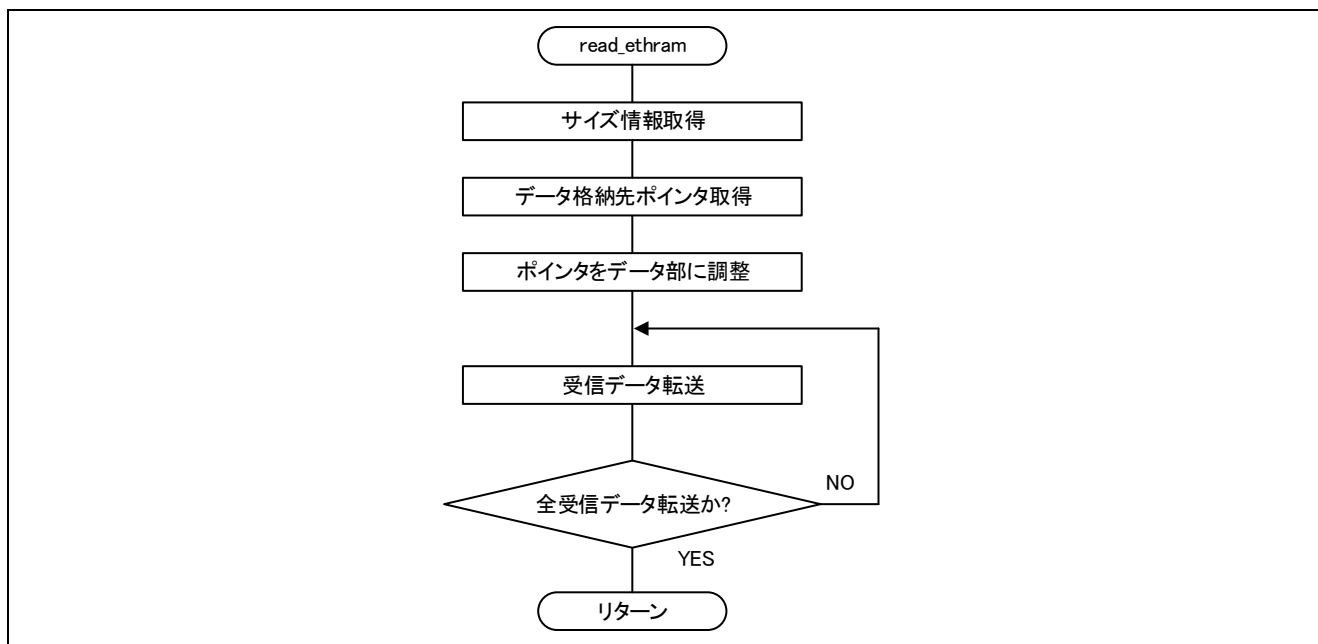 read_ethram
サイズ情報取得
データ格納先ポインタ取得
ポインタをデータ部に調整
受信データ転送
全受信データ転送か?
NO
YES
リターン